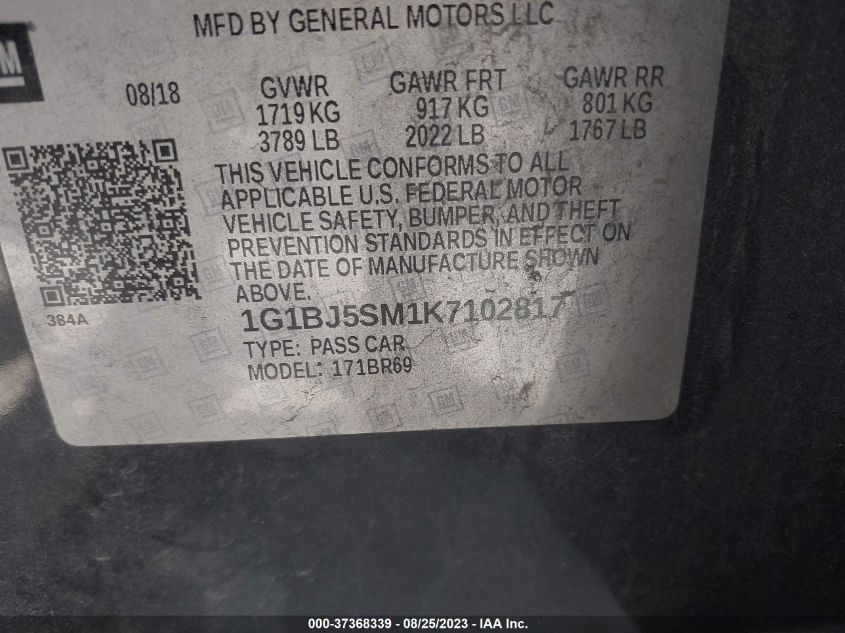 MFD BY GENERAL MOTORS LLC
GM
08/18 GVWR GAWR FRT GAWR RR
1719 KG 917 KG 801 KG
3789 LB 2022 LB 1767 LB
THIS VEHICLE CONFORMS TO ALL
APPLICABLE U.S. FEDERAL MOTOR
VEHICLE SAFETY, BUMPER, AND THEFT
PREVENTION STANDARDS IN EFFECT ON
THE DATE OF MANUFACTURE SHOWN
ABOVE.
384A
1G1BJ5SM1K7102817
TYPE: PASS CAR
MODEL: 171BR69
000-37368339 - 08/25/2023 - IAA Inc.